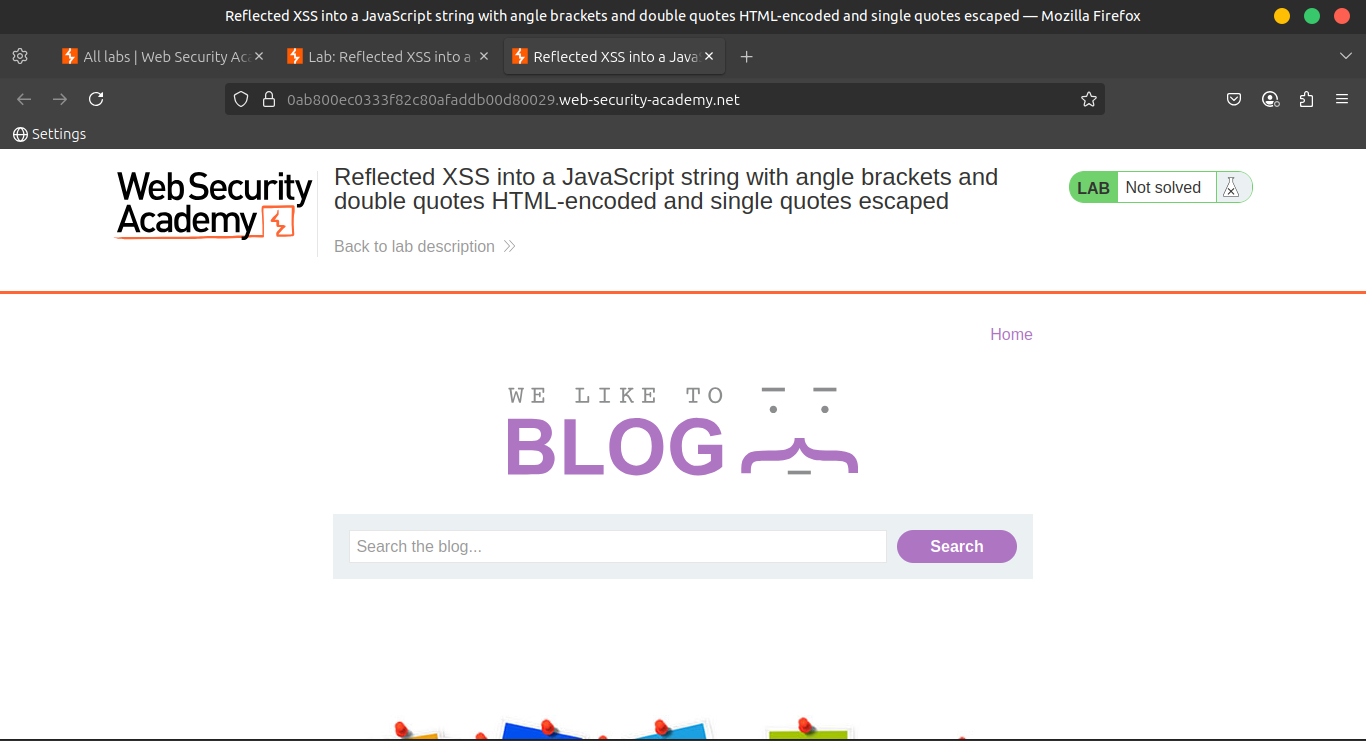 Reflected XSS into a JavaScript string with angle brackets and double quotes HTML-encoded and single quotes escaped — Mozilla Firefox
All labs | Web Security Ac
Lab: Reflected XSS into a
Reflected XSS into a Java
0ab800ec0333f82c80afaddb00d80029.web-security-academy.net
Settings
Web Security
Academy
Reflected XSS into a JavaScript string with angle brackets and
double quotes HTML-encoded and single quotes escaped
Back to lab description
LAB Not solved
Home
WE LIKE TO
BLOG
Search the blog...
Search